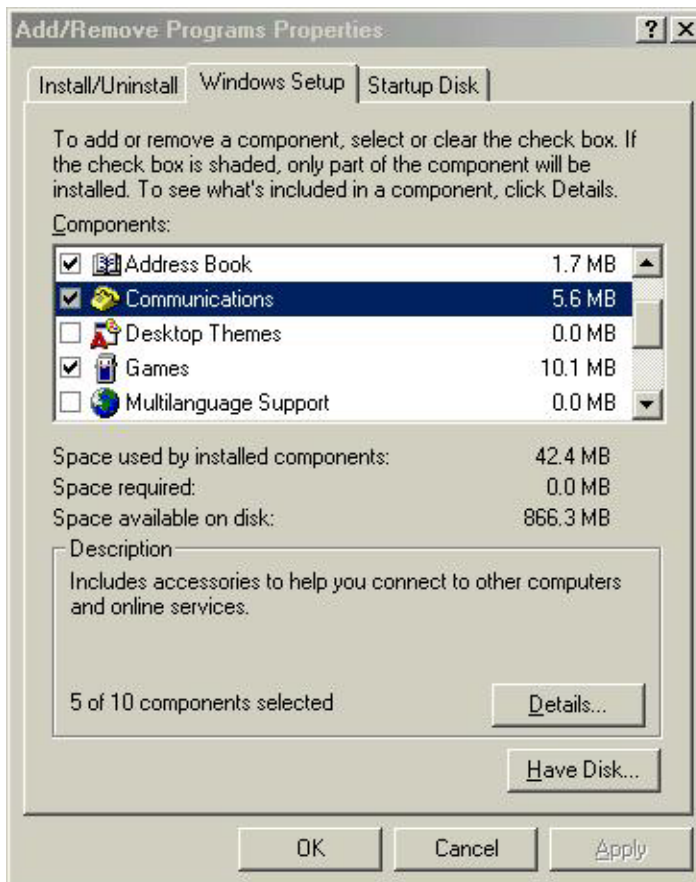 Add/Remove Programs Properties
Install/Uninstall Windows Setup Startup Disk
To add or remove a component, select or clear the check box. If
the check box is shaded, only part of the component will be
installed. To see what's included in a component, click Details.
Components:
Address Book 1.7 MB
Communications 5.6 MB
Desktop Themes 0.0 MB
Games 10.1 MB
Multilanguage Support 0.0 MB
Space used by installed components: 42.4 MB
Space required: 0.0 MB
Space available on disk: 866.3 MB
Description
Includes accessories to help you connect to other computers
and online services.
5 of 10 components selected Details...
Have Disk...
OK Cancel Apply